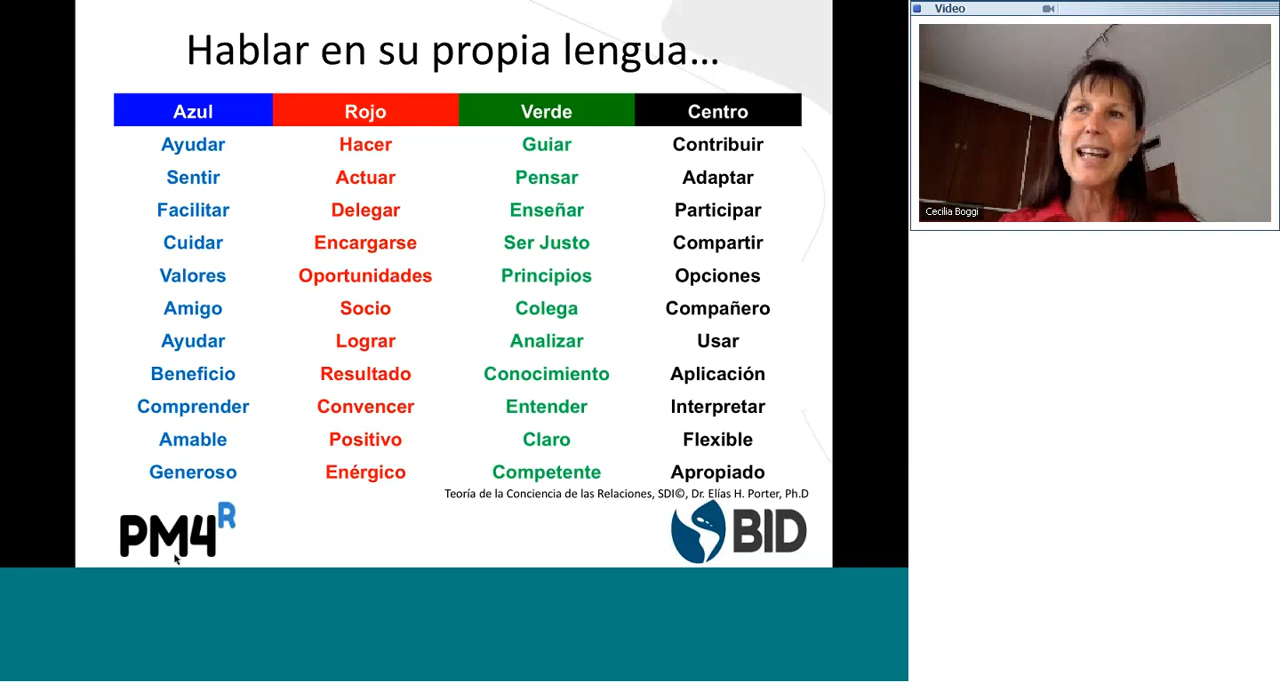 Hablar en su propia lengua...
Azul Rojo Verde Centro
Ayudar Hacer Guiar Contribuir
Sentir Actuar Pensar Adaptar
Facilitar Delegar Enseñar Participar
Cuidar Encargarse Ser Justo Compartir
Valores Oportunidades Principios Opciones
Amigo Socio Colega Compañero
Ayudar Lograr Analizar Usar
Beneficio Resultado Conocimiento Aplicación
Comprender Convencer Entender Interpretar
Amable Positivo Claro Flexible
Generoso Enérgico Competente Apropiado
Teoría de la Conciencia de las Relaciones, SDI©, Dr. Elías H. Porter, Ph.D
PM4R
BID
Video
Cecilia Boggi